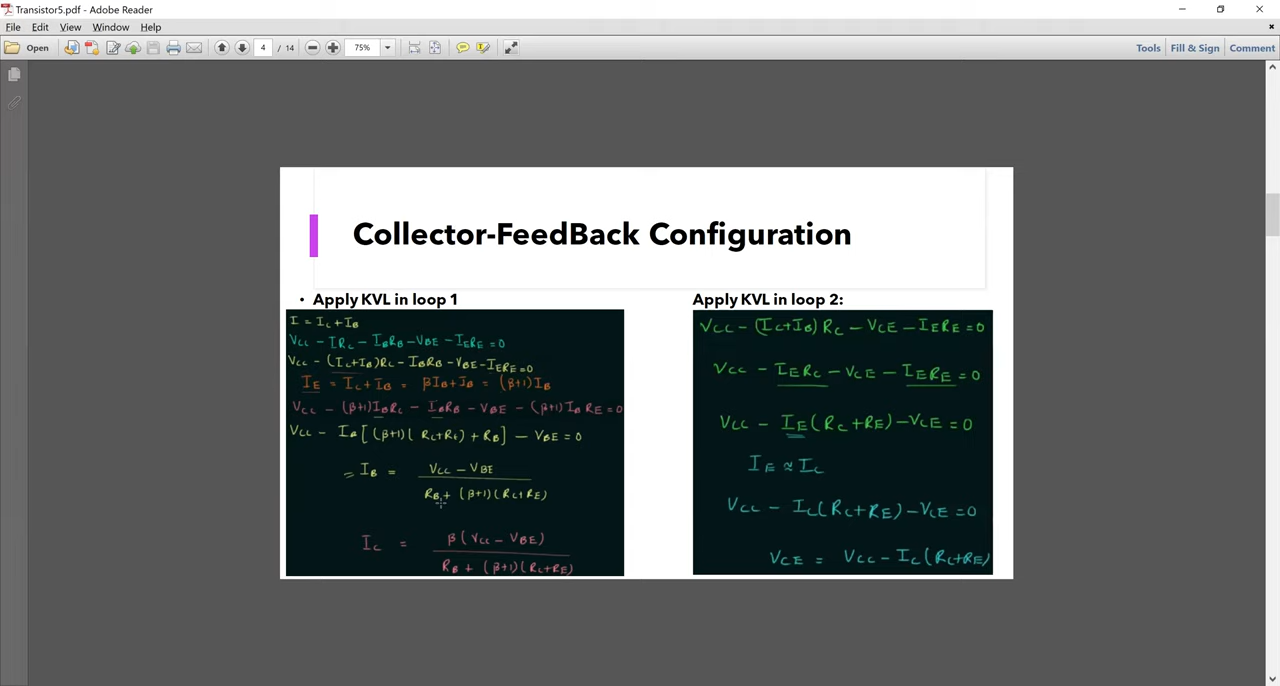 Transistor5.pdf - Adobe Reader
File Edit View Window Help
Open 4 / 14 75% Tools Fill & Sign Comment
Collector-FeedBack Configuration
• Apply KVL in loop 1
I = IC + IB
VCC - IRC - IBRB - VBE - IERE = 0
VCC - (IC+IB)RC - IBRB - VBE - IERE = 0
IE = IC + IB = βIB + IB = (β+1)IB
VCC - (β+1)IBRC - IBRB - VBE - (β+1)IBRE = 0
VCC - IB[(β+1)(RC+RE) + RB] - VBE = 0
= IB = VCC - VBE
RB + (β+1)(RC+RE)
IC = β(VCC - VBE)
RB + (β+1)(RC+RE)
Apply KVL in loop 2:
VCC - (IC+IB)RC - VCE - IERE = 0
VCC - IERC - VCE - IERE = 0
VCC - IE(RC+RE) - VCE = 0
IE ≈ IC
VCC - IC(RC+RE) - VCE = 0
VCE = VCC - IC(RC+RE)